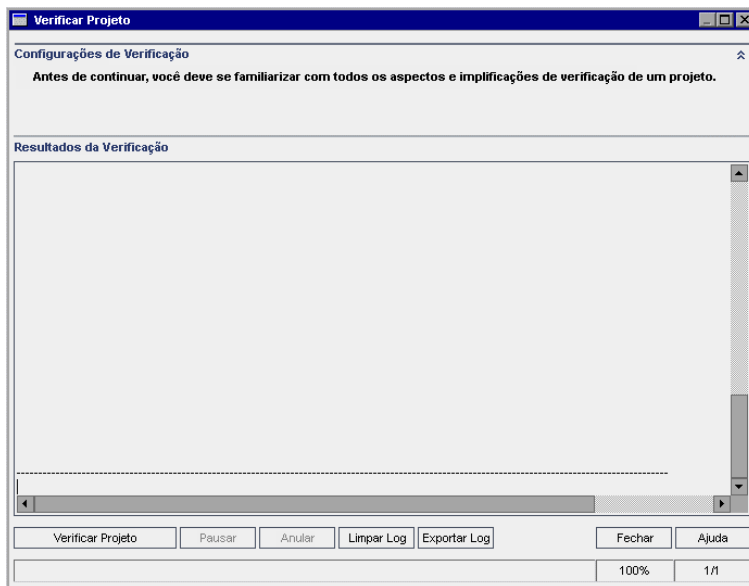 Verificar Projeto
Configurações de Verificação
Antes de continuar, você deve se familiarizar com todos os aspectos e implificações de verificação de um projeto.
Resultados da Verificação
--------------------------------------------------------------------------------
Verificar Projeto
Pausar
Anular
Limpar Log
Exportar Log
Fechar
Ajuda
100%
1/1